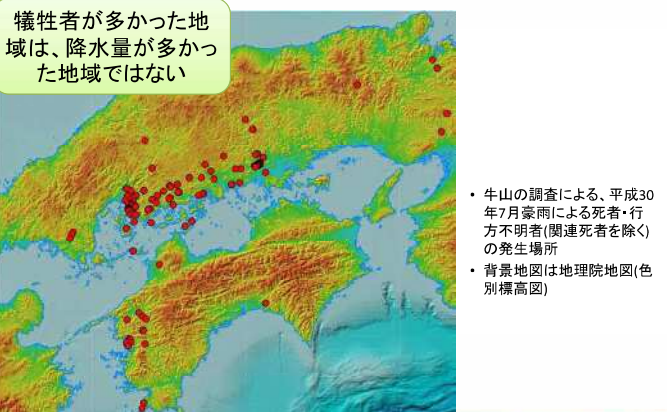 犠牲者が多かった地
域は、降水量が多かっ
た地域ではない
• 牛山の調査による、平成30
年7月豪雨による死者・行
方不明者(関連死者を除く)
の発生場所
• 背景地図は地理院地図(色
別標高図)